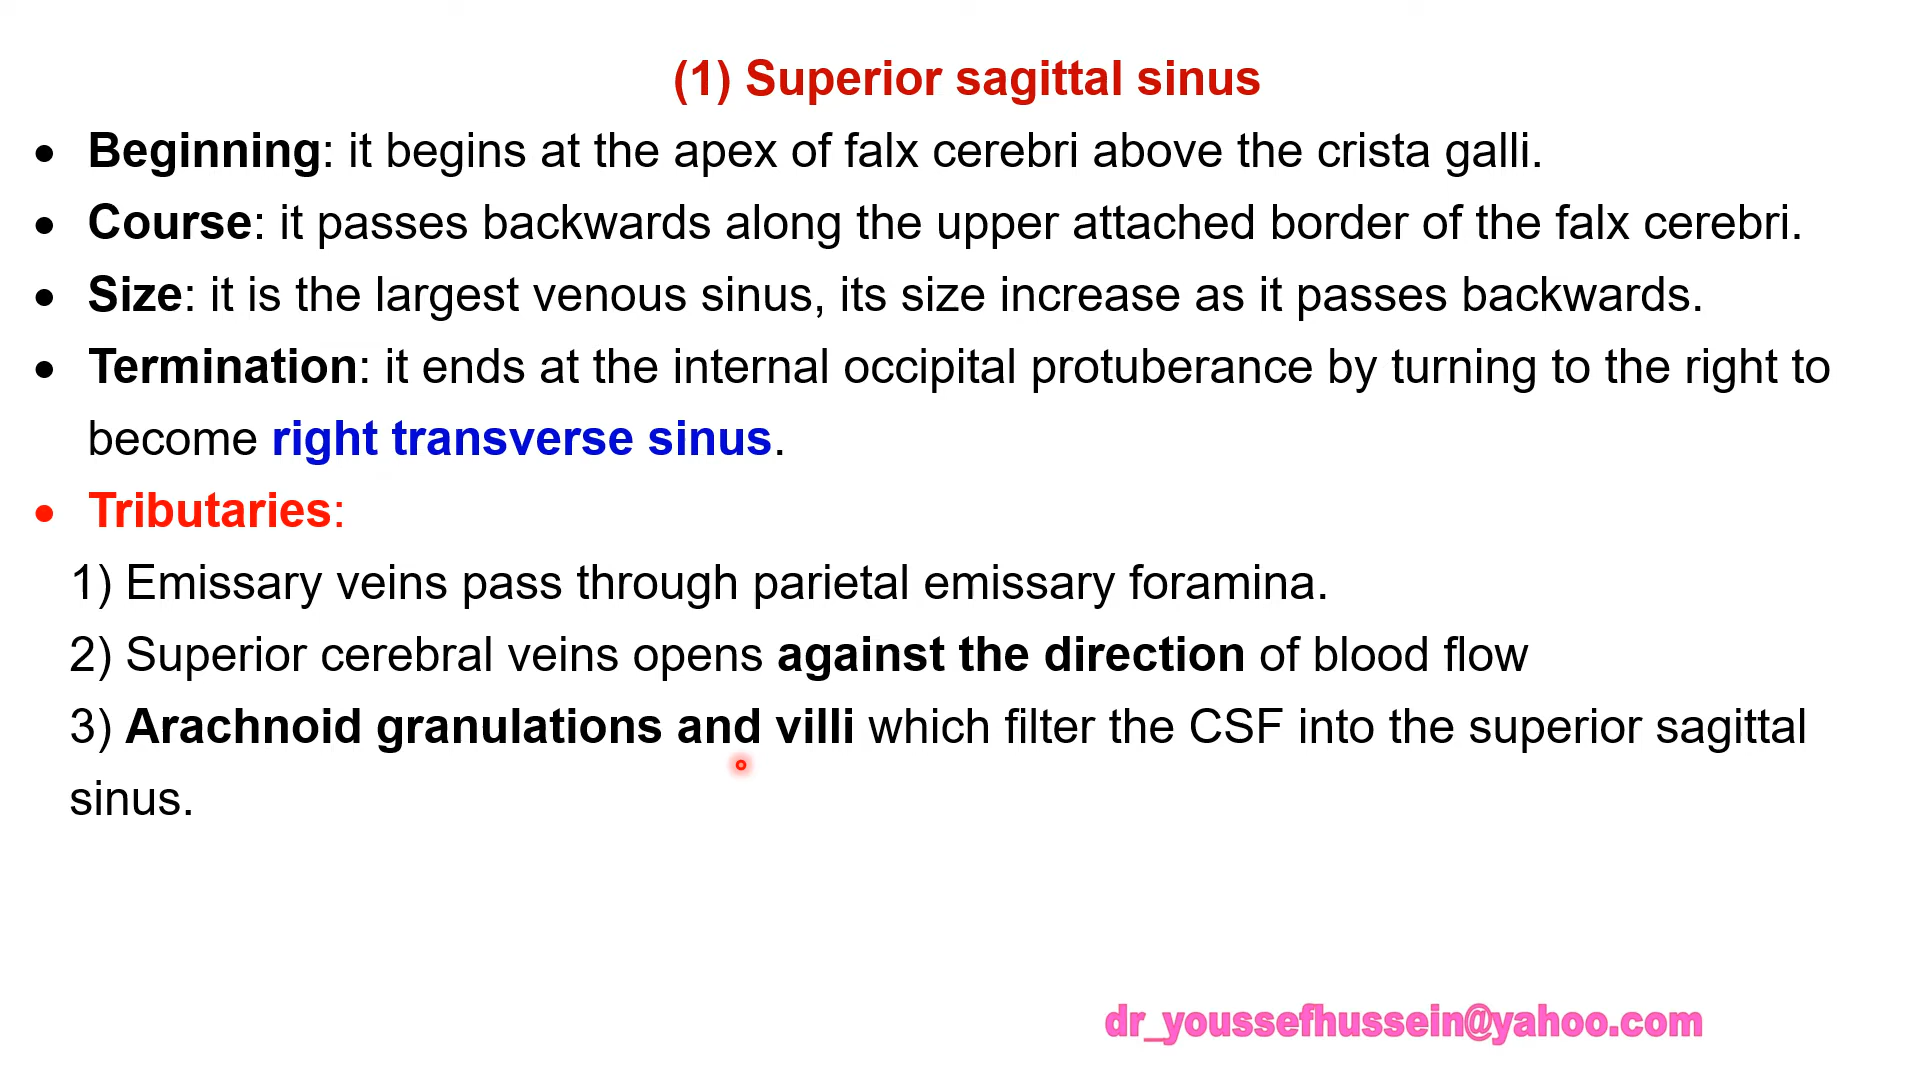 (1) Superior sagittal sinus
• Beginning: it begins at the apex of falx cerebri above the crista galli.
• Course: it passes backwards along the upper attached border of the falx cerebri.
• Size: it is the largest venous sinus, its size increase as it passes backwards.
• Termination: it ends at the internal occipital protuberance by turning to the right to
become right transverse sinus.
• Tributaries:
1) Emissary veins pass through parietal emissary foramina.
2) Superior cerebral veins opens against the direction of blood flow
3) Arachnoid granulations and villi which filter the CSF into the superior sagittal
sinus.
dr_youssefhussein@yahoo.com